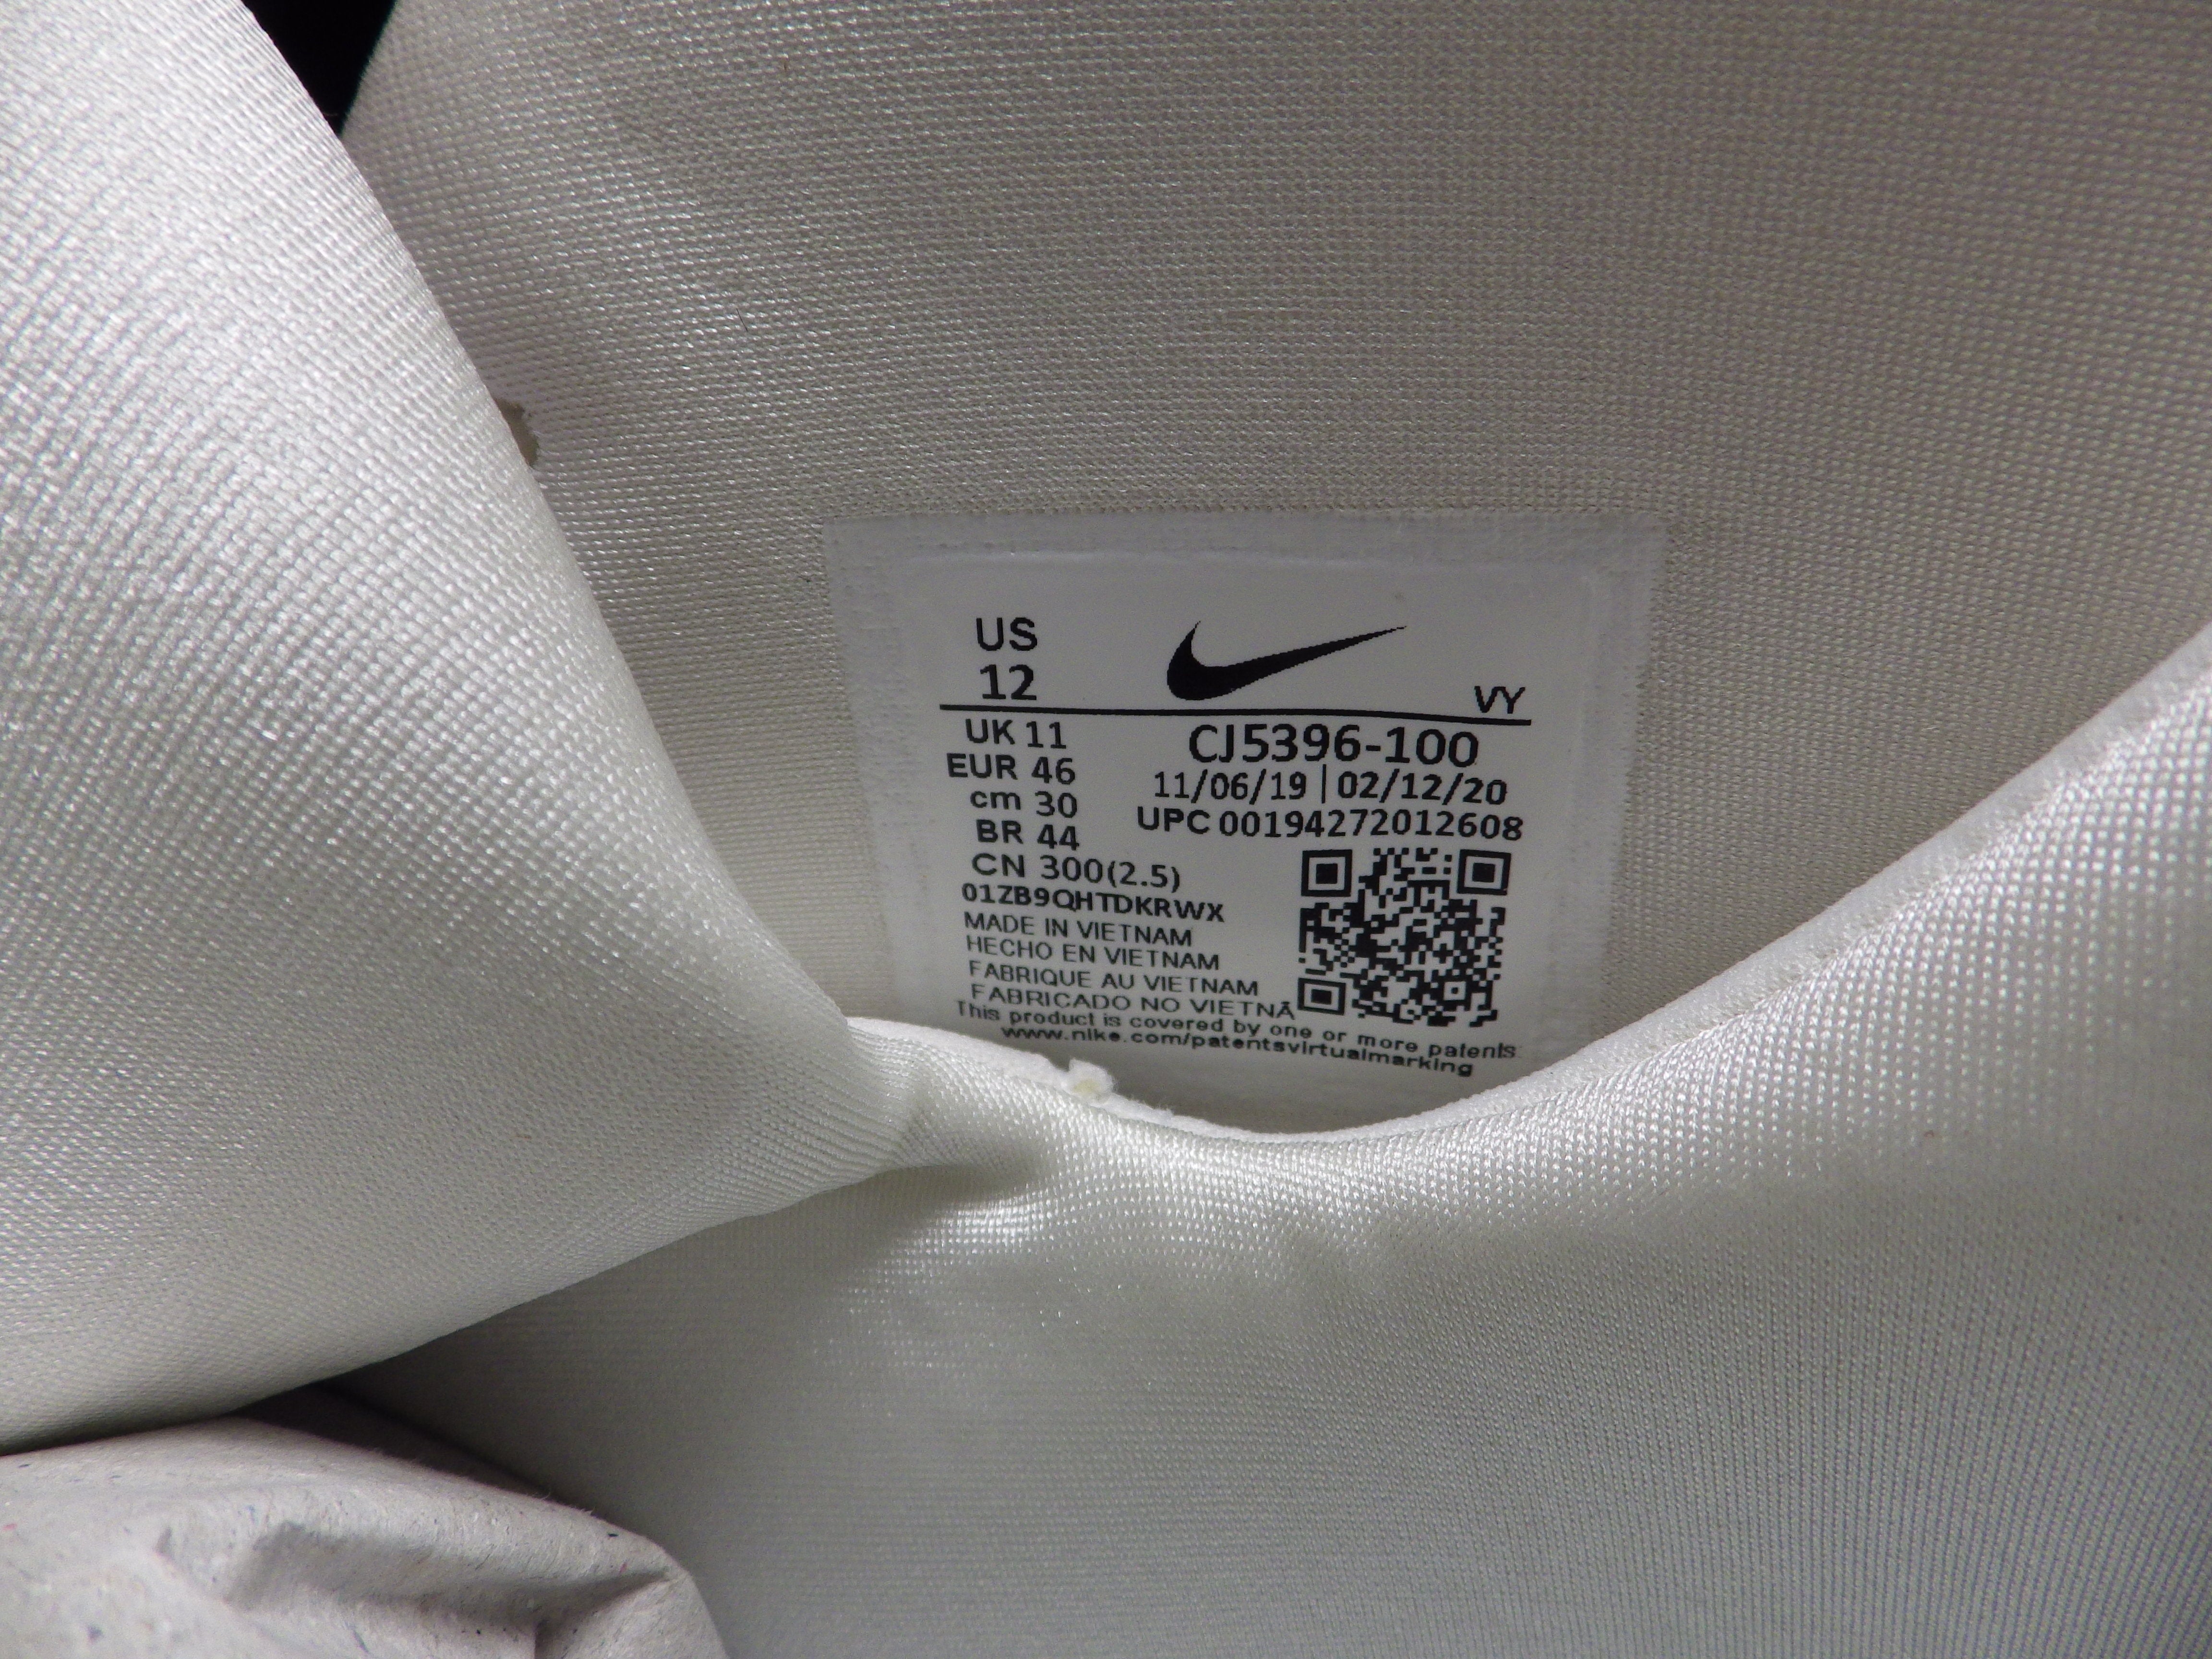 US
12
VY
UK 11
EUR 46
cm 30
BR 44
CN 300(2.5)
CJ5396-100
11/06/19 | 02/12/20
UPC 00194272012608
01ZB9QHTDKRWX
MADE IN VIETNAM
HECHO EN VIETNAM
FABRIQUE AU VIETNAM
FABRICADO NO VIETNÃ
This product is covered by one or more patents:
www.nike.com/patentsvirtualmarking